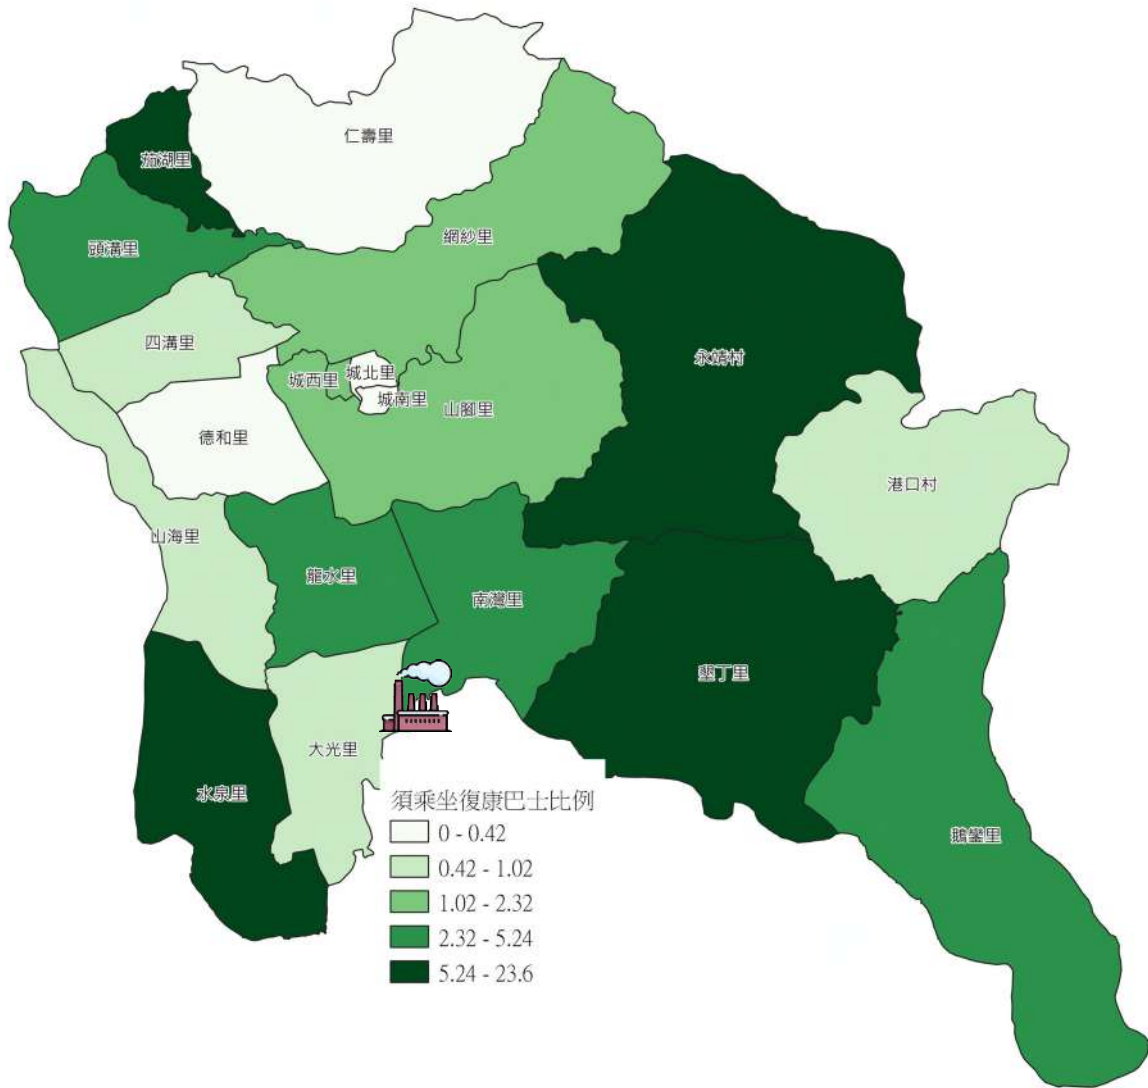 仁壽里
茄湖里
網紗里
頭溝里
四溝里
永靖村
城西里
城北里
城南里
山腳里
德和里
港口村
山海里
龍水里
南灣里
墾丁里
大光里
水泉里
鵝鑾里
須乘坐復康巴士比例
0 - 0.42
0.42 - 1.02
1.02 - 2.32
2.32 - 5.24
5.24 - 23.6